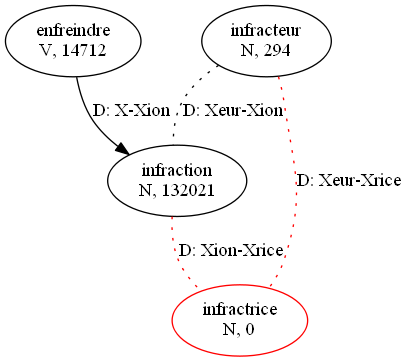 enfreindre
V, 14712
infracteur
N, 294
D: X-Xion
D: Xeur-Xion
infraction
N, 132021
D: Xeur-Xrice
D: Xion-Xrice
infractrice
N, 0